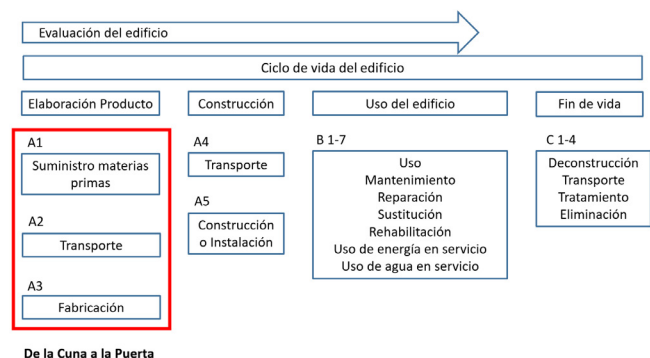 Evaluación del edificio
Ciclo de vida del edificio
Elaboración Producto
Construcción
Uso del edificio
Fin de vida
A1
Suministro materias
primas
A2
Transporte
A3
Fabricación
A4
Transporte
A5
Construcción
o Instalación
B 1-7
Uso
Mantenimiento
Reparación
Sustitución
Rehabilitación
Uso de energía en servicio
Uso de agua en servicio
C 1-4
Deconstrucción
Transporte
Tratamiento
Eliminación
De la Cuna a la Puerta